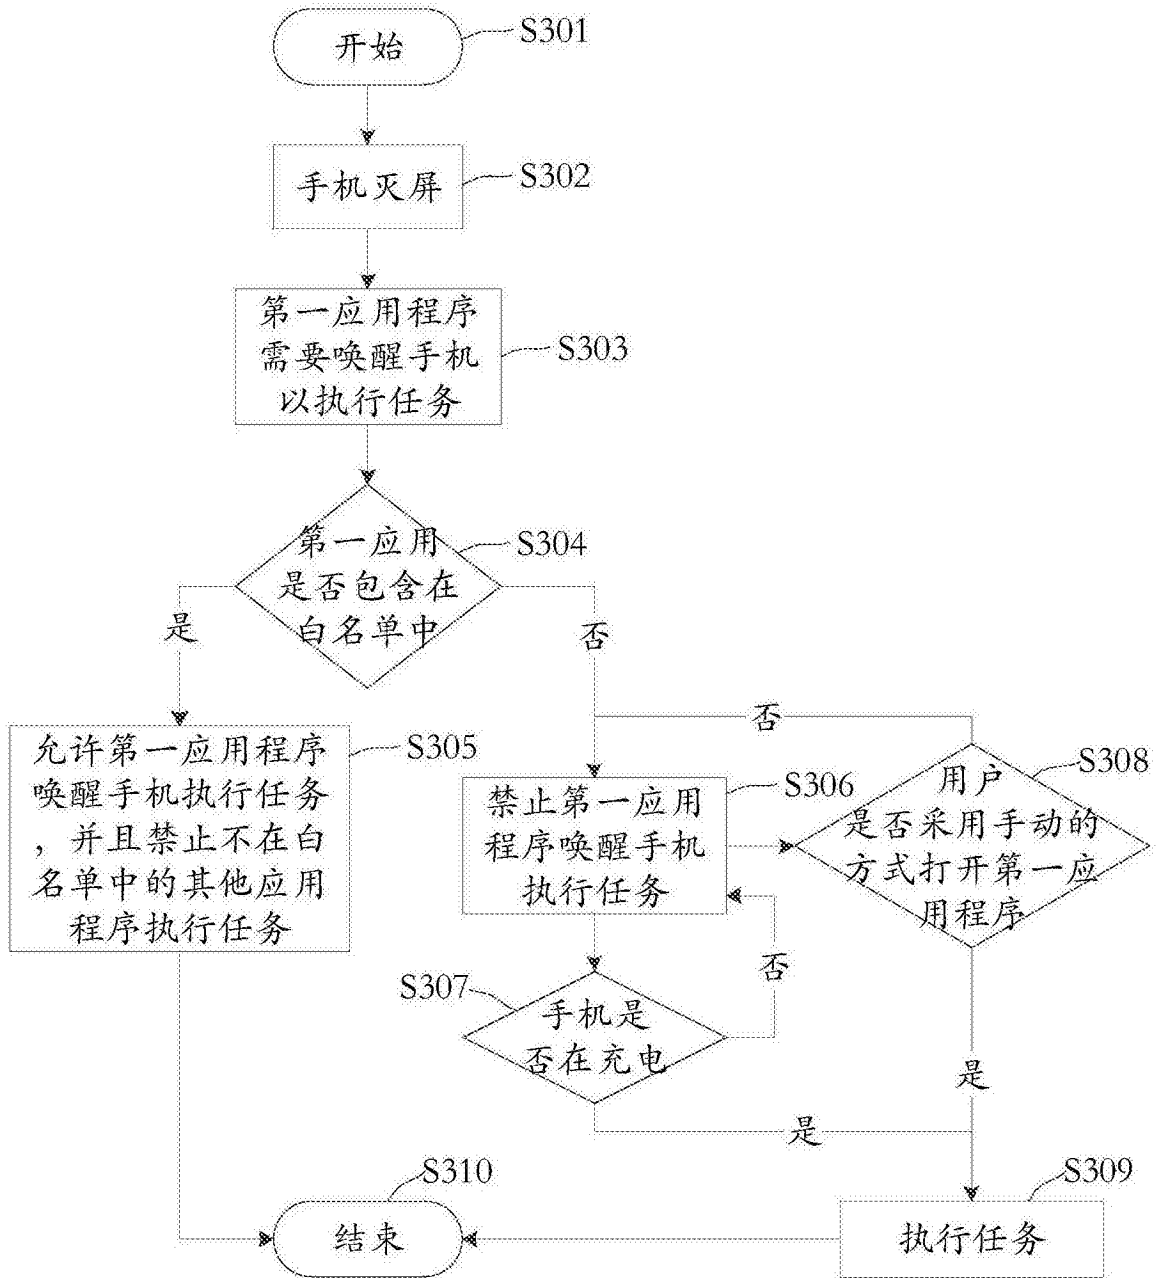 开始
S301
手机灭屏
S302
第一应用程序
需要唤醒手机
以执行任务
S303
第一应用
是否包含在
白名单中
S304
是
否
允许第一应用程序
唤醒手机执行任务
，并且禁止不在白
名单中的其他应用
程序执行任务
S305
禁止第一应用
程序唤醒手机
执行任务
S306
否
用户
是否采用手动的
方式打开第一应
用程序
S308
S307
手机是
否在充电
否
是
是
S310
结束
S309
执行任务